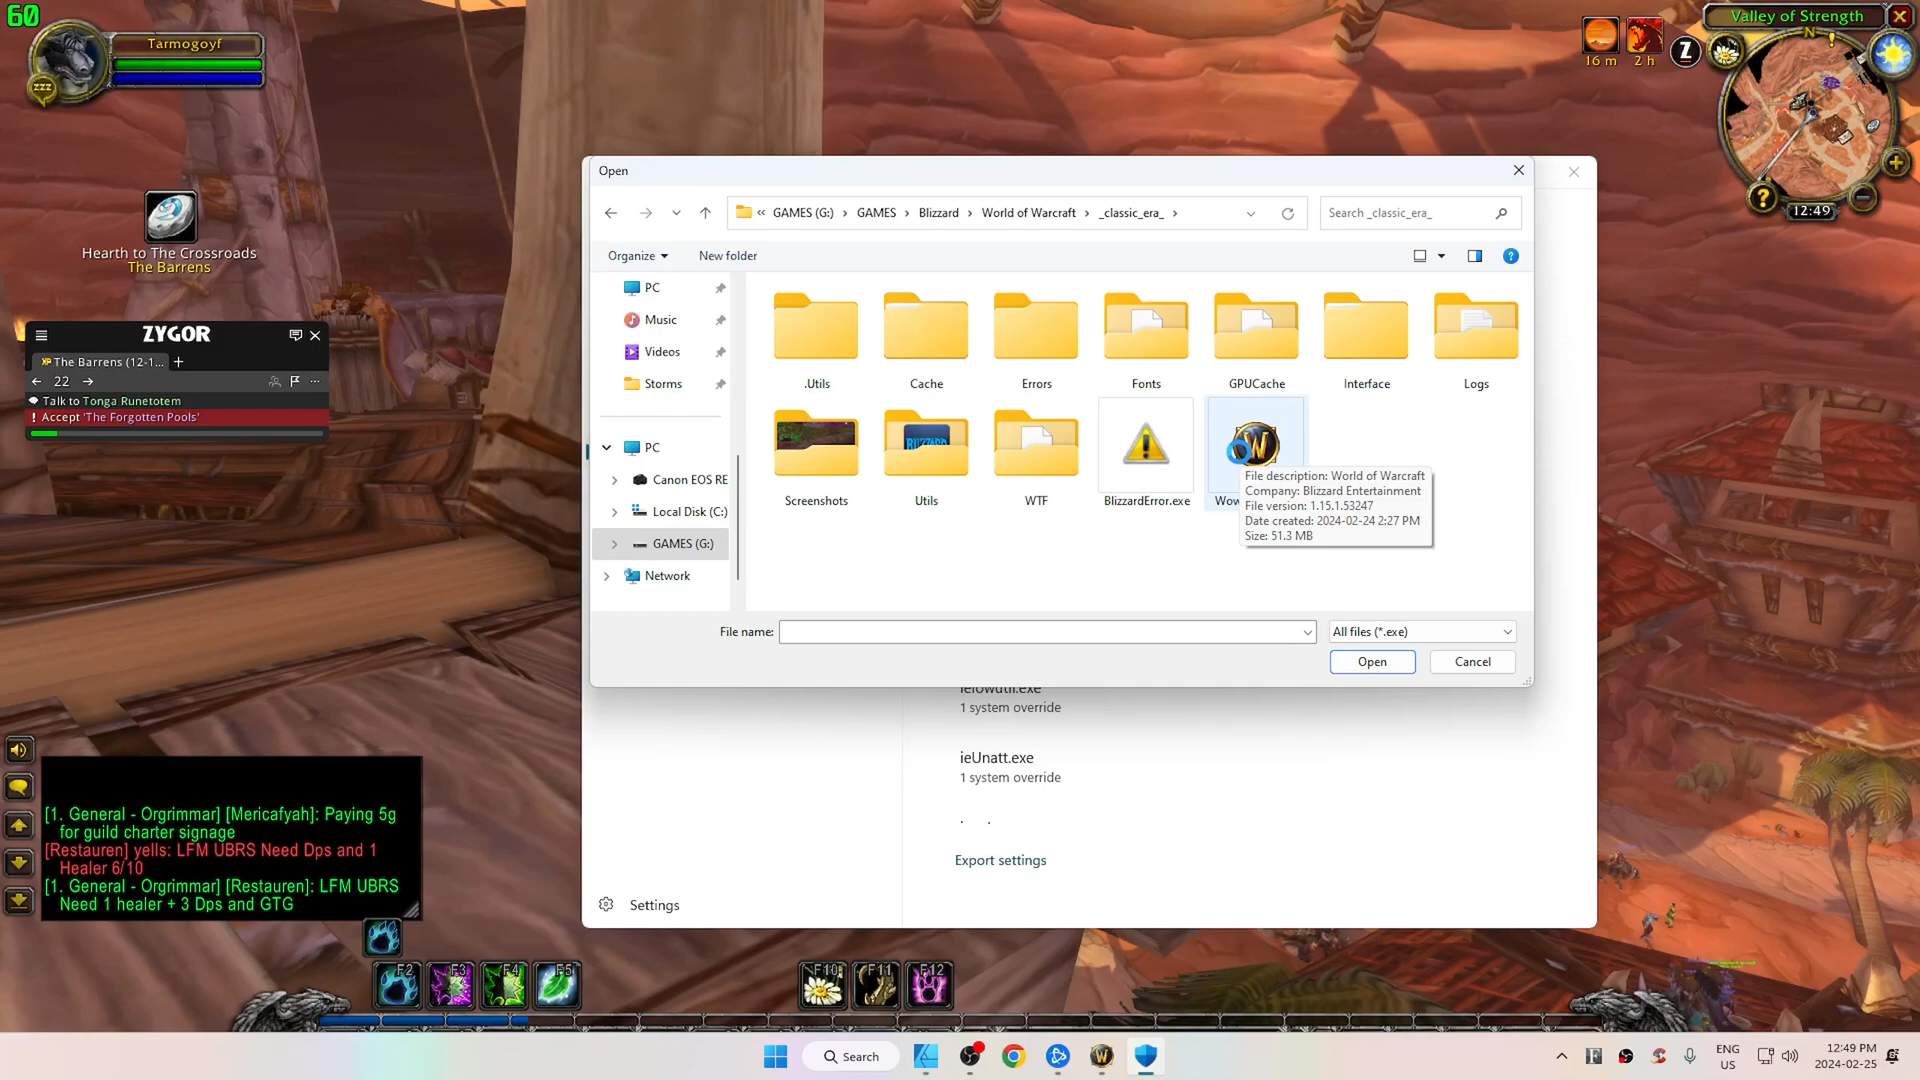 60
Tarmogoyf
zzz
Valley of Strength
16 m
2 h
Z
N
12:49
Hearth to The Crossroads
The Barrens
ZYGOR
The Barrens (12-1...
22
Talk to Tonga Runetotem
! Accept 'The Forgotten Pools'
Open
« GAMES (G:) > GAMES > Blizzard > World of Warcraft > _classic_era_ >
Search _classic_era_
Organize
New folder
PC
Music
Videos
Storms
PC
Canon EOS RE
Local Disk (C:)
GAMES (G:)
Network
.Utils
Cache
Errors
Fonts
GPUCache
Interface
Logs
Screenshots
Utils
WTF
BlizzardError.exe
Wow
File description: World of Warcraft
Company: Blizzard Entertainment
File version: 1.15.1.53247
Date created: 2024-02-24 2:27 PM
Size: 51.3 MB
File name:
All files (*.exe)
Open
Cancel
ielowutil.exe
1 system override
ieUnatt.exe
1 system override
Export settings
Settings
[1. General - Orgrimmar] [Mericafyah]: Paying 5g
for guild charter signage
[Restauren] yells: LFM UBRS Need Dps and 1
Healer 6/10
[1. General - Orgrimmar] [Restauren]: LFM UBRS
Need 1 healer + 3 Dps and GTG
F2
F3
F4
F5
F10
F11
F12
Search
ENG
US
12:49 PM
2024-02-25